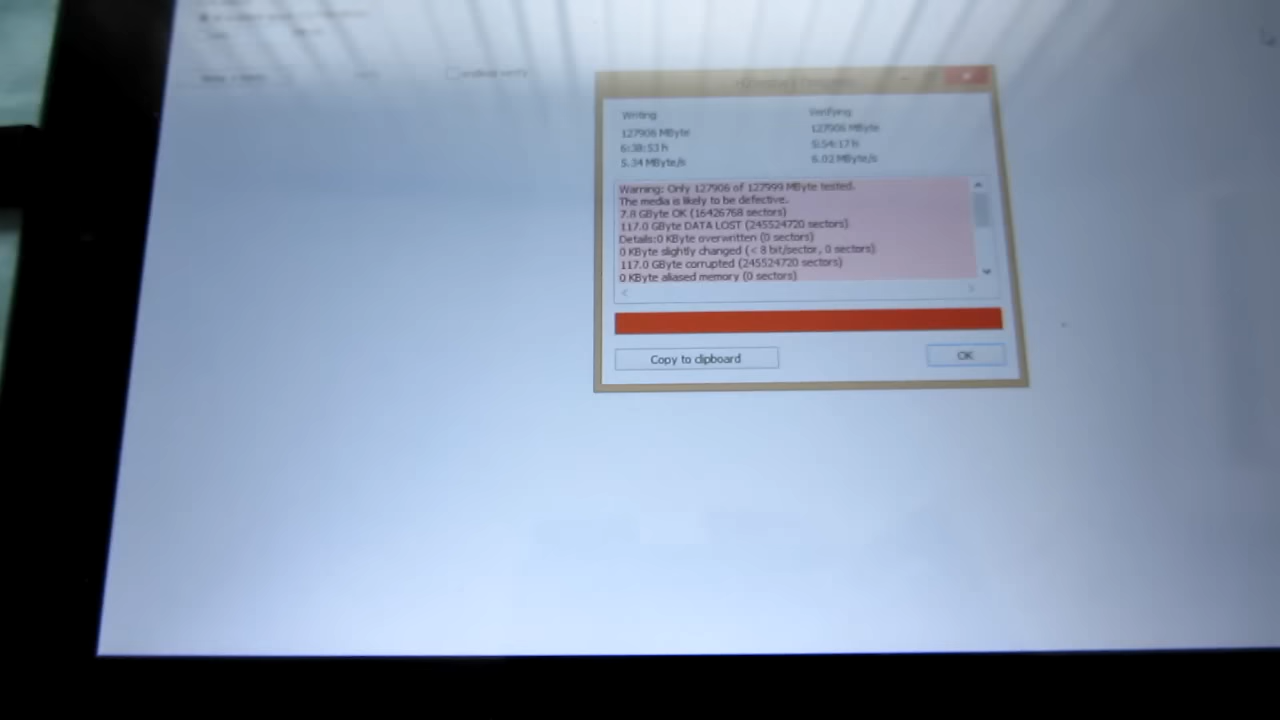 endless verify
Writing
Verifying
127906 MByte
127906 MByte
6:38:53 h
5:54:17 h
5.34 MByte/s
6.02 MByte/s
Warning: Only 127906 of 127999 MByte tested.
The media is likely to be defective.
7.8 GByte OK (16426768 sectors)
117.0 GByte DATA LOST (245524720 sectors)
Details:0 KByte overwritten (0 sectors)
0 KByte slightly changed (< 8 bit/sector, 0 sectors)
117.0 GByte corrupted (245524720 sectors)
0 KByte aliased memory (0 sectors)
Copy to clipboard
OK